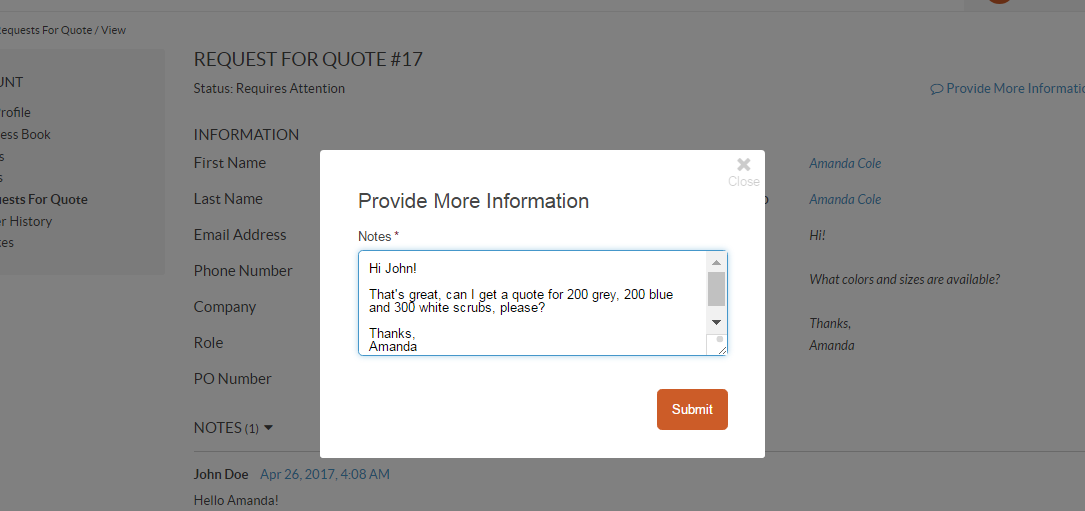 equests For Quote / View
REQUEST FOR QUOTE #17
UNT
Status: Requires Attention
Provide More Informatio
rofile
ess Book
s
s
ests For Quote
r History
es
INFORMATION
First Name
Amanda Cole
Last Name
Amanda Cole
Email Address
Hi!
Phone Number
What colors and sizes are available?
Company
Thanks,
Role
Amanda
PO Number
Close
Provide More Information
Notes *
Hi John!
That's great, can I get a quote for 200 grey, 200 blue
and 300 white scrubs, please?
Thanks,
Amanda
Submit
NOTES (1)
John Doe Apr 26, 2017, 4:08 AM
Hello Amanda!